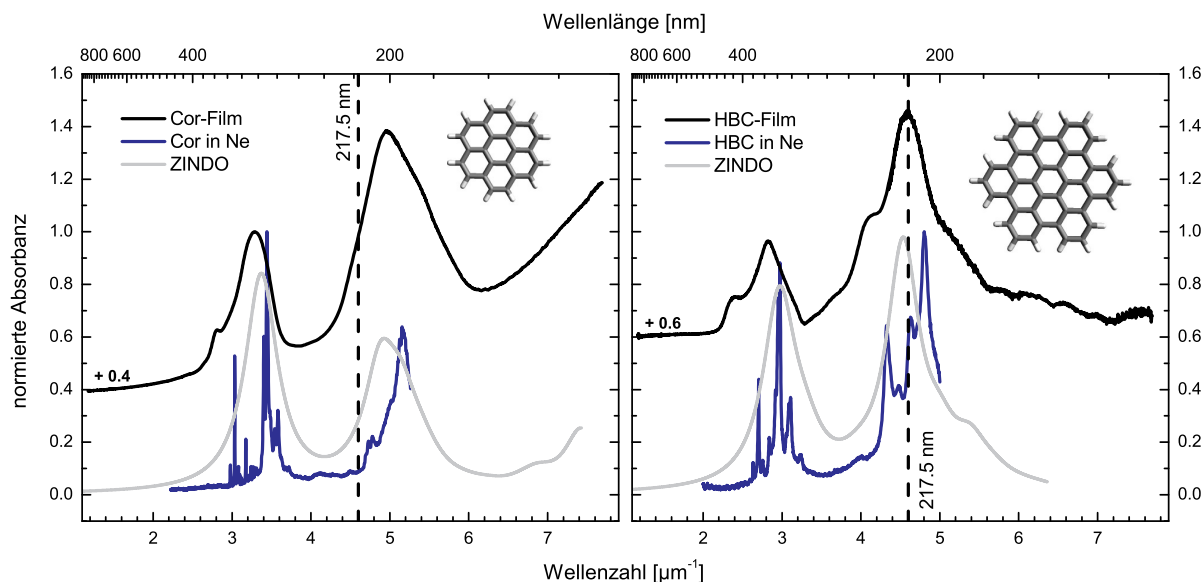 Wellenlänge [nm]
800 600 400 200
800 600 400 200
1.6
1.4
1.2
1.0
0.8
0.6
0.4
0.2
0.0
normierte Absorbanz
Cor-Film
Cor in Ne
ZINDO
217.5 nm
+ 0.4
HBC-Film
HBC in Ne
ZINDO
217.5 nm
+ 0.6
1.6
1.4
1.2
1.0
0.8
0.6
0.4
0.2
0.0
2 3 4 5 6 7
2 3 4 5 6 7
Wellenzahl [µm⁻¹]